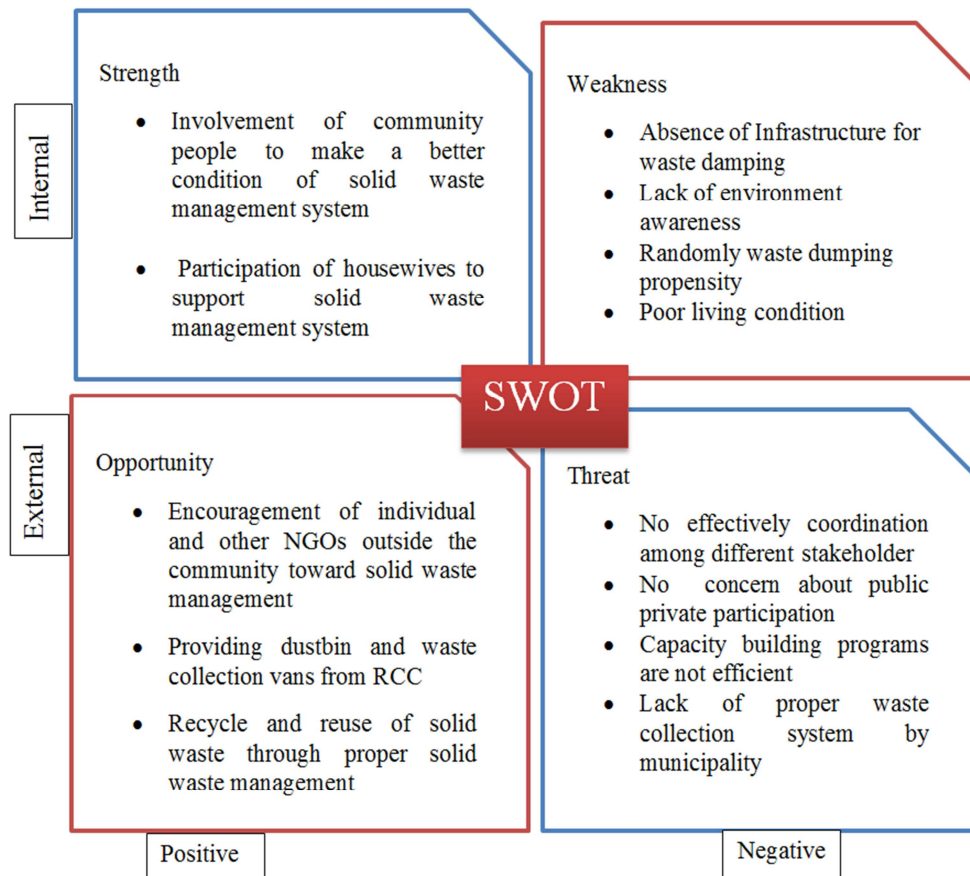 Internal
Strength
• Involvement of community
people to make a better
condition of solid waste
management system
• Participation of housewives to
support solid waste
management system
Weakness
• Absence of Infrastructure for
waste damping
• Lack of environment
awareness
• Randomly waste dumping
propensity
• Poor living condition
SWOT
External
Opportunity
• Encouragement of individual
and other NGOs outside the
community toward solid waste
management
• Providing dustbin and waste
collection vans from RCC
• Recycle and reuse of solid
waste through proper solid
waste management
Threat
• No effectively coordination
among different stakeholder
• No concern about public
private participation
• Capacity building programs
are not efficient
• Lack of proper waste
collection system by
municipality
Positive
Negative